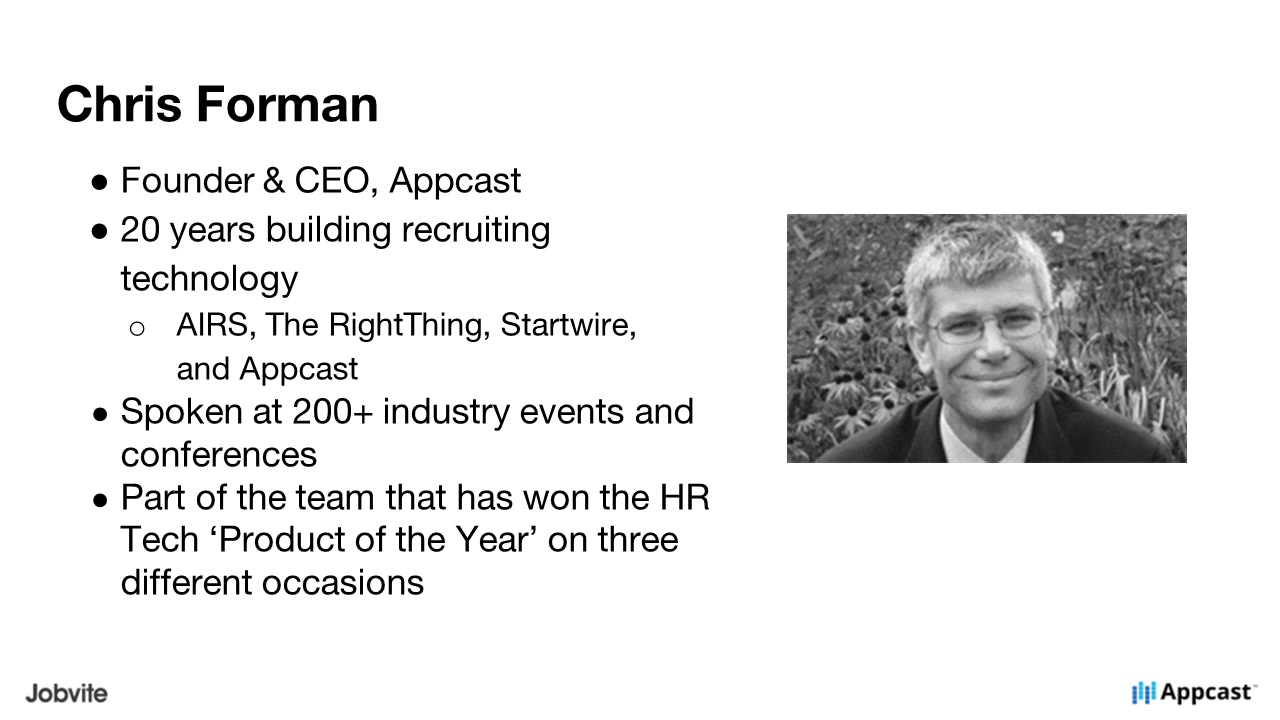 Chris Forman
● Founder & CEO, Appcast
● 20 years building recruiting
technology
○ AIRS, The RightThing, Startwire,
and Appcast
● Spoken at 200+ industry events and
conferences
● Part of the team that has won the HR
Tech ‘Product of the Year’ on three
different occasions
Jobvite
Appcast